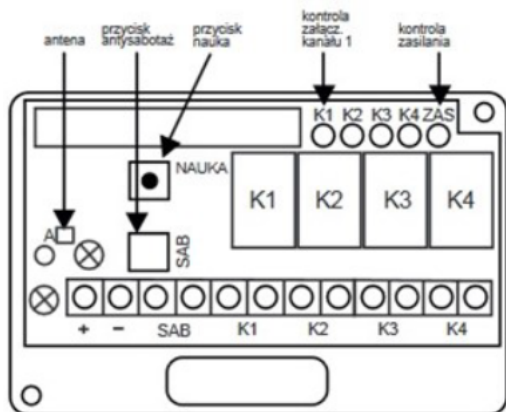 antena
przycisk
antysabotaż
przycisk
nauka
kontrola
załącz.
kanału 1
kontrola
zasilania
K1 K2 K3 K4 ZAS
NAUKA
K1 K2 K3 K4
A
SAB
+ – SAB K1 K2 K3 K4